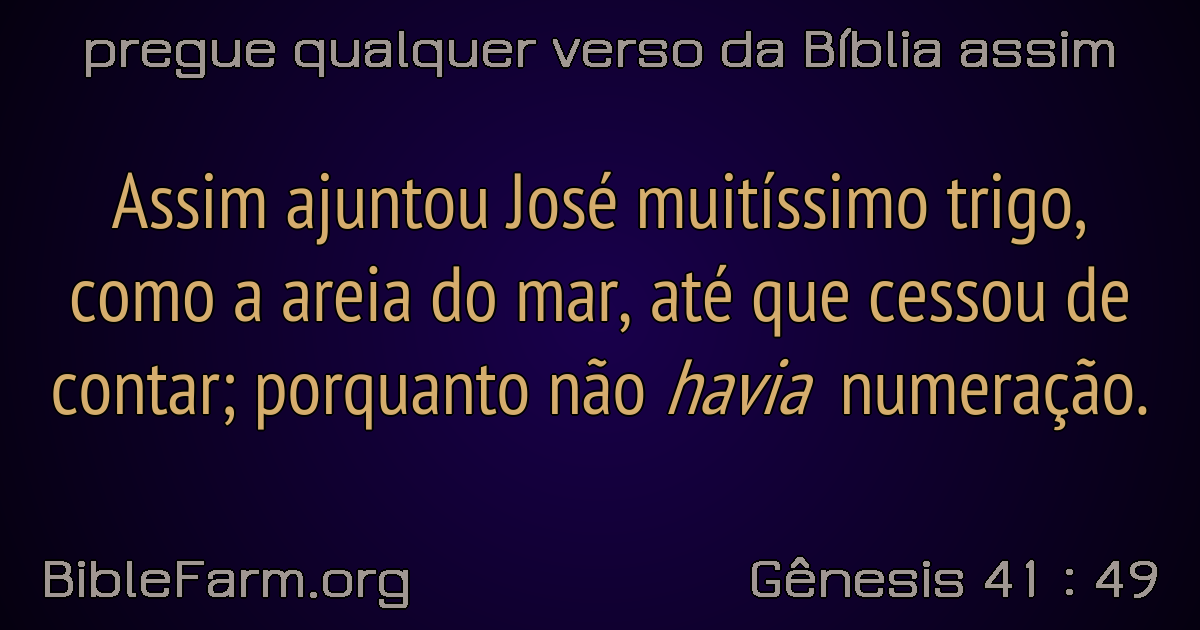 pregue qualquer verso da Bíblia assim
Assim ajuntou José muitíssimo trigo,
como a areia do mar, até que cessou de
contar; porquanto não havia numeração.
BibleFarm.org
Gênesis 41 : 49